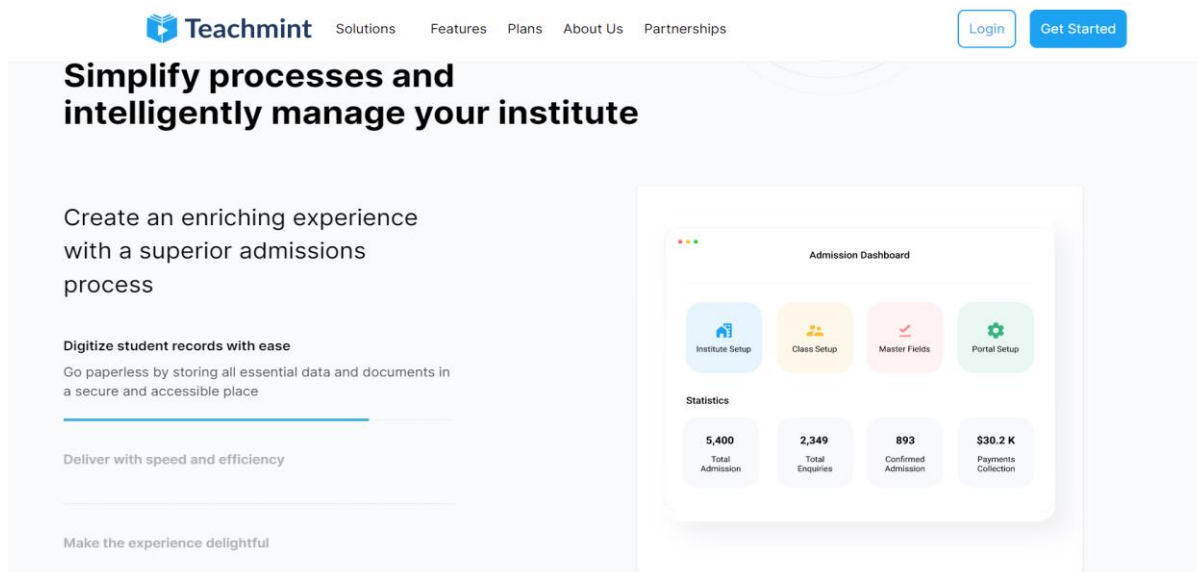 Teachmint Solutions Features Plans About Us Partnerships Login Get Started
Simplify processes and
intelligently manage your institute
Create an enriching experience
with a superior admissions
process
Digitize student records with ease
Go paperless by storing all essential data and documents in
a secure and accessible place
Deliver with speed and efficiency
Make the experience delightful
Admission Dashboard
Institute Setup Class Setup Master Fields Portal Setup
Statistics
5,400 2,349 893 $30.2 K
Total Total Confirmed Payments
Admission Enquiries Admission Collection